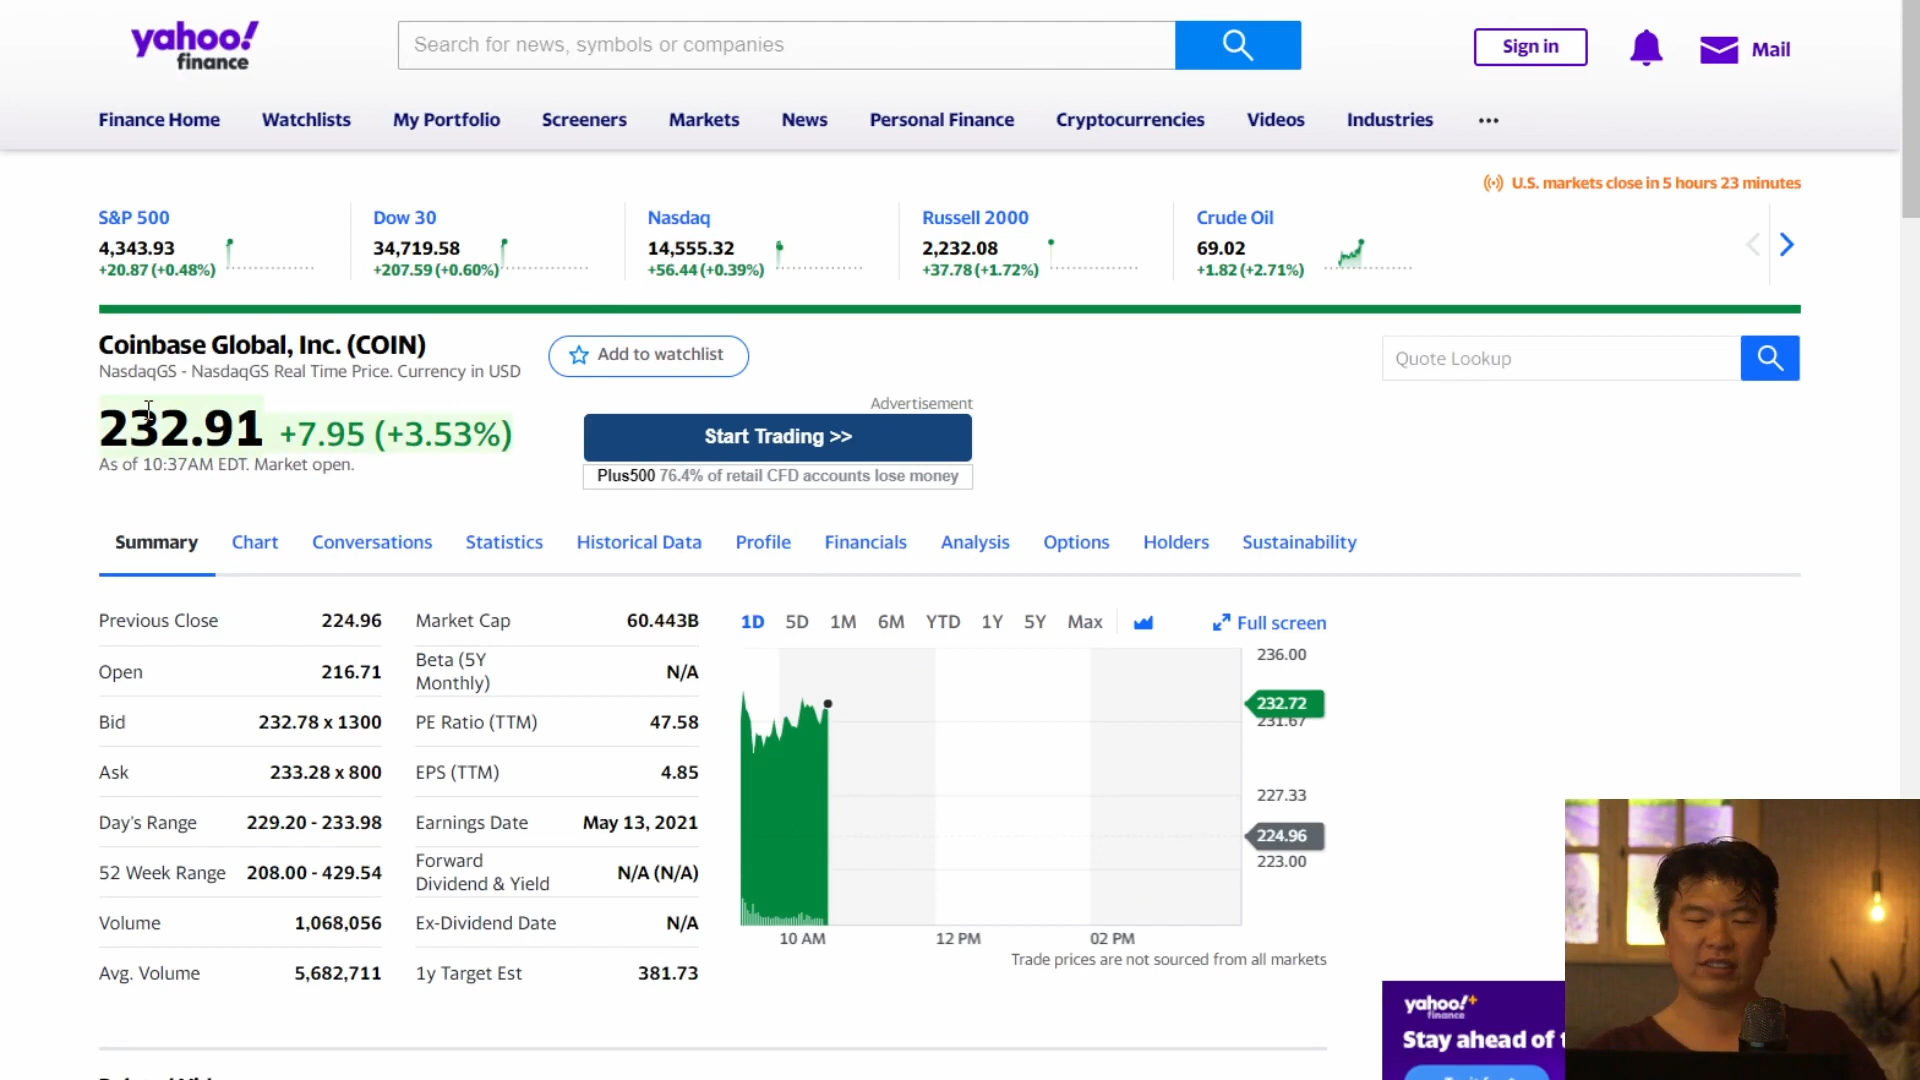 yahoo!
finance
Search for news, symbols or companies
Sign in
Mail
Finance Home
Watchlists
My Portfolio
Screeners
Markets
News
Personal Finance
Cryptocurrencies
Videos
Industries
...
U.S. markets close in 5 hours 23 minutes
S&P 500
4,343.93
+20.87 (+0.48%)
Dow 30
34,719.58
+207.59 (+0.60%)
Nasdaq
14,555.32
+56.44 (+0.39%)
Russell 2000
2,232.08
+37.78 (+1.72%)
Crude Oil
69.02
+1.82 (+2.71%)
Coinbase Global, Inc. (COIN)
NasdaqGS - NasdaqGS Real Time Price. Currency in USD
Add to watchlist
Quote Lookup
232.91 +7.95 (+3.53%)
As of 10:37AM EDT. Market open.
Advertisement
Start Trading >>
Plus500 76.4% of retail CFD accounts lose money
Summary
Chart
Conversations
Statistics
Historical Data
Profile
Financials
Analysis
Options
Holders
Sustainability
Previous Close 224.96
Open 216.71
Bid 232.78 x 1300
Ask 233.28 x 800
Day's Range 229.20 - 233.98
52 Week Range 208.00 - 429.54
Volume 1,068,056
Avg. Volume 5,682,711
Market Cap 60.443B
Beta (5Y
Monthly) N/A
PE Ratio (TTM) 47.58
EPS (TTM) 4.85
Earnings Date May 13, 2021
Forward
Dividend & Yield N/A (N/A)
Ex-Dividend Date N/A
1y Target Est 381.73
1D 5D 1M 6M YTD 1Y 5Y Max
Full screen
236.00
232.72
231.67
227.33
224.96
223.00
10 AM
12 PM
02 PM
Trade prices are not sourced from all markets
yahoo!+
finance
Stay ahead of